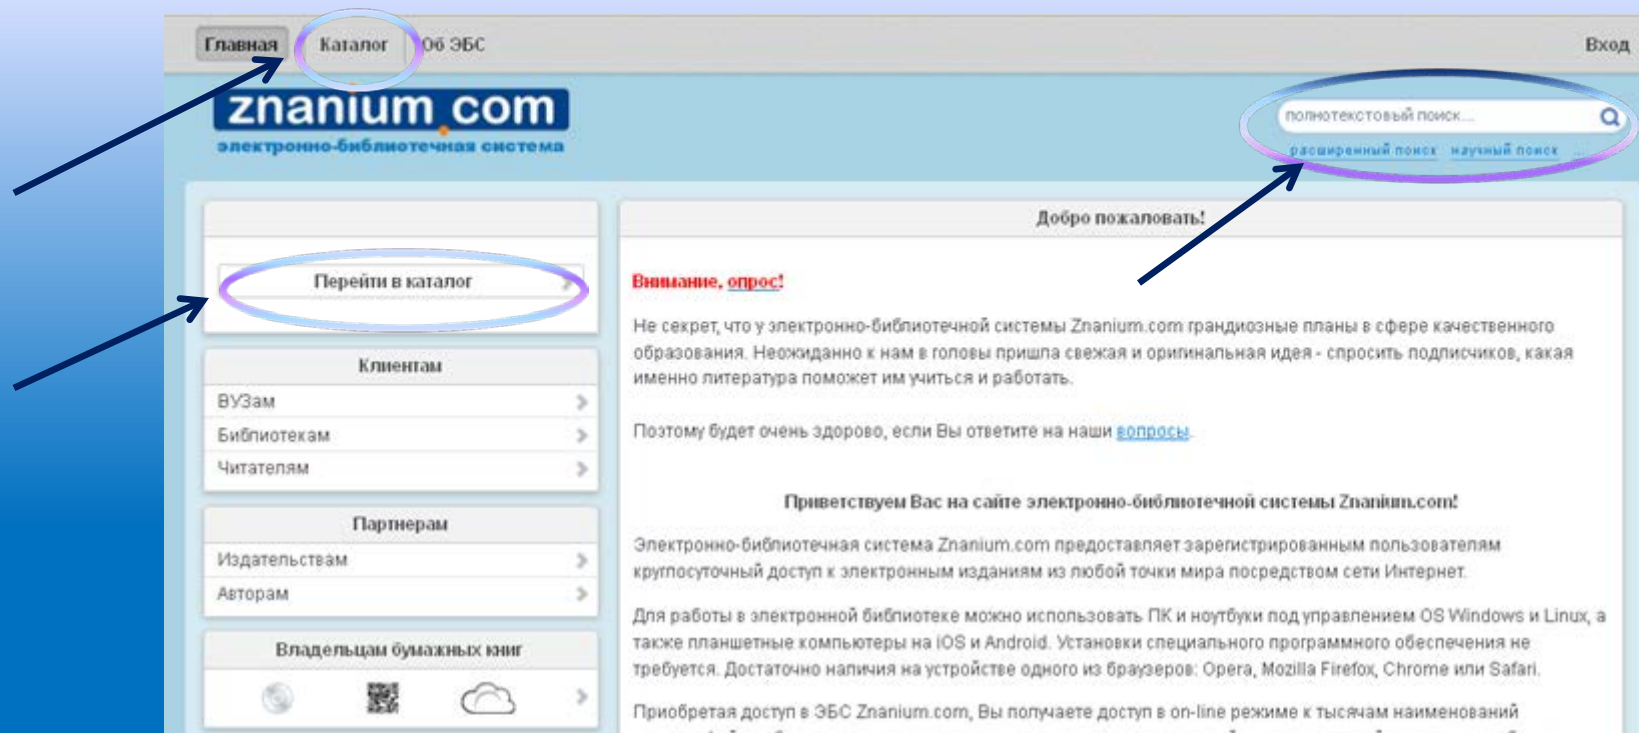 Главная Каталог Об ЭБС Вход
znanium.com
электронно-библиотечная система
полнотекстовый поиск...
расширенный поиск научный поиск ...
Перейти в каталог
Клиентам
ВУЗам
Библиотекам
Читателям
Партнерам
Издательствам
Авторам
Владельцам бумажных книг
Добро пожаловать!
Внимание, опрос!
Не секрет, что у электронно-библиотечной системы Znanium.com грандиозные планы в сфере качественного
образования. Неожиданно к нам в головы пришла свежая и оригинальная идея - спросить подписчиков, какая
именно литература поможет им учиться и работать.
Поэтому будет очень здорово, если Вы ответите на наши вопросы.
Приветствуем Вас на сайте электронно-библиотечной системы Znanium.com!
Электронно-библиотечная система Znanium.com предоставляет зарегистрированным пользователям
круглосуточный доступ к электронным изданиям из любой точки мира посредством сети Интернет.
Для работы в электронной библиотеке можно использовать ПК и ноутбуки под управлением OS Windows и Linux, а
также планшетные компьютеры на iOS и Android. Установки специального программного обеспечения не
требуется. Достаточно наличия на устройстве одного из браузеров: Opera, Mozilla Firefox, Chrome или Safari.
Приобретая доступ в ЭБС Znanium.com, Вы получаете доступ в on-line режиме к тысячам наименований